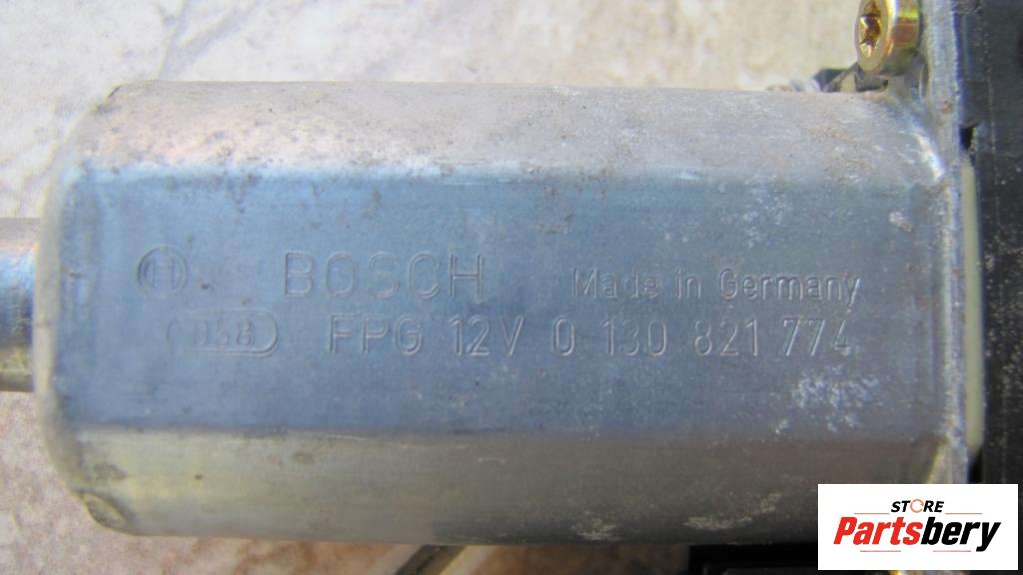 BOSCH Made in Germany
FPG 12V 0 130 821 774
STORE
Partsbery